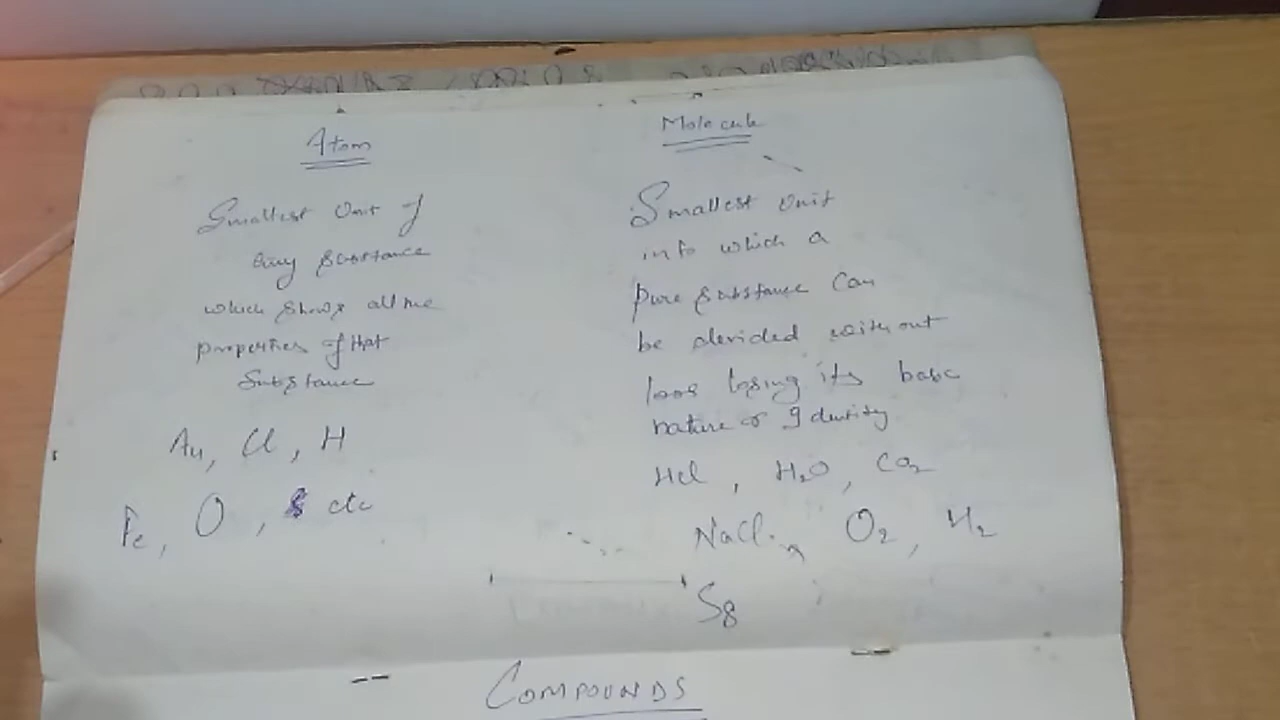 Atom
Smallest Unit of
any substance
which shows all the
properties of that
Substance
Au, Cl, H
Fe, O, S etc
Molecule
Smallest Unit
into which a
pure substance Can
be devided without
loos losing its basic
nature or Identity
Hcl, H2O, CO2
NaCl, O2, H2
S8
COMPOUNDS